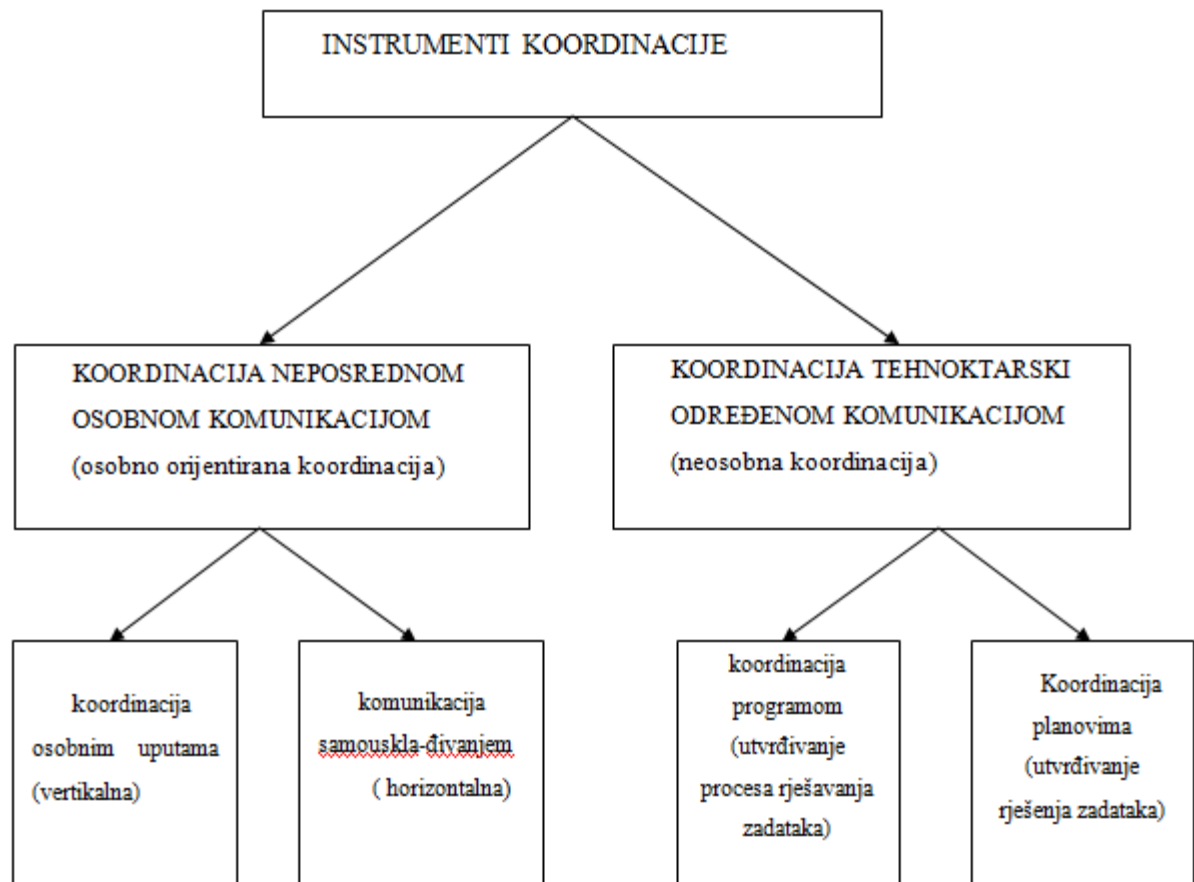 INSTRUMENTI KOORDINACIJE
KOORDINACIJA NEPOSREDNOM
OSOBNOM KOMUNIKACIJOM
(osobno orijentirana koordinacija)
KOORDINACIJA TEHNOKTARSKI
ODREĐENOM KOMUNIKACIJOM
(neosobna koordinacija)
koordinacija
osobnim uputama
(vertikalna)
komunikacija
samouskla-đivanjem
( horizontalna)
koordinacija
programom
(utvrđivanje
procesa rješavanja
zadataka)
Koordinacija
planovima
(utvrđivanje
rješenja zadataka)